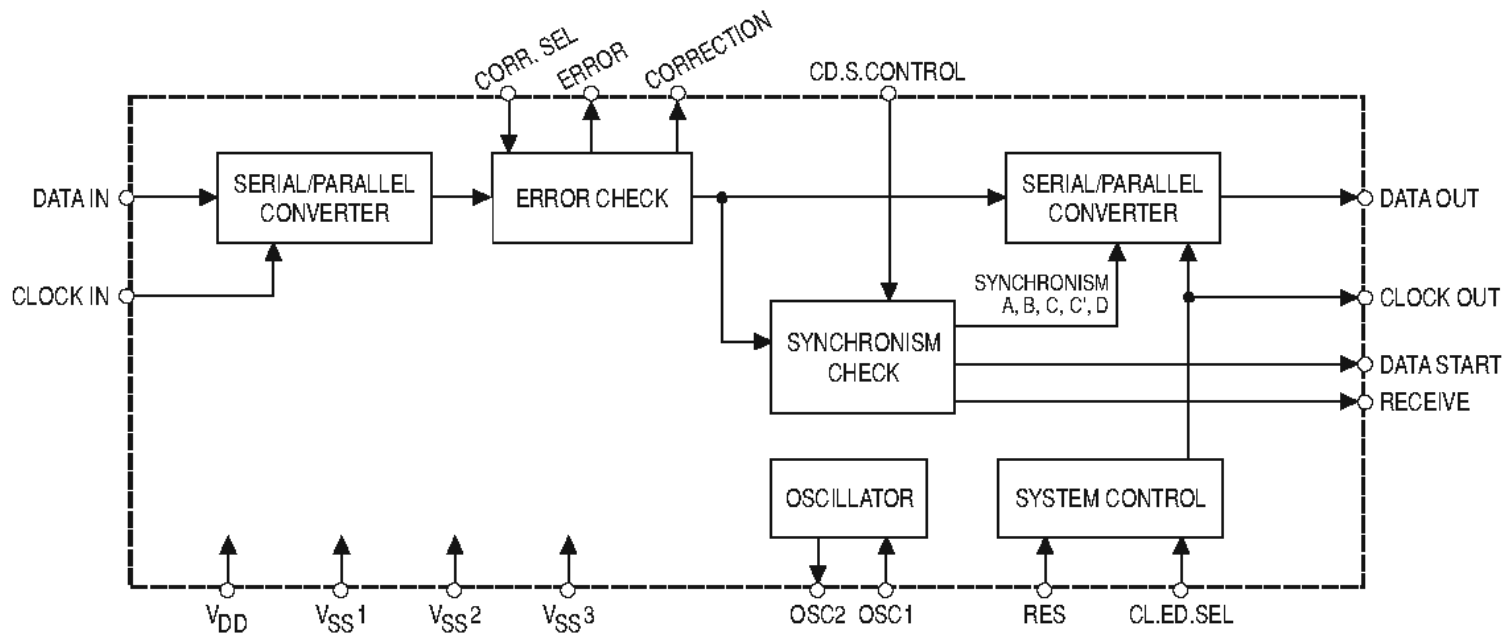 CORR. SEL
ERROR
CORRECTION
CD.S.CONTROL
DATA IN
SERIAL/PARALLEL
CONVERTER
ERROR CHECK
SERIAL/PARALLEL
CONVERTER
DATA OUT
CLOCK IN
SYNCHRONISM
A, B, C, C', D
CLOCK OUT
SYNCHRONISM
CHECK
DATA START
RECEIVE
OSCILLATOR
SYSTEM CONTROL
VDD
VSS1
VSS2
VSS3
OSC2
OSC1
RES
CL.ED.SEL